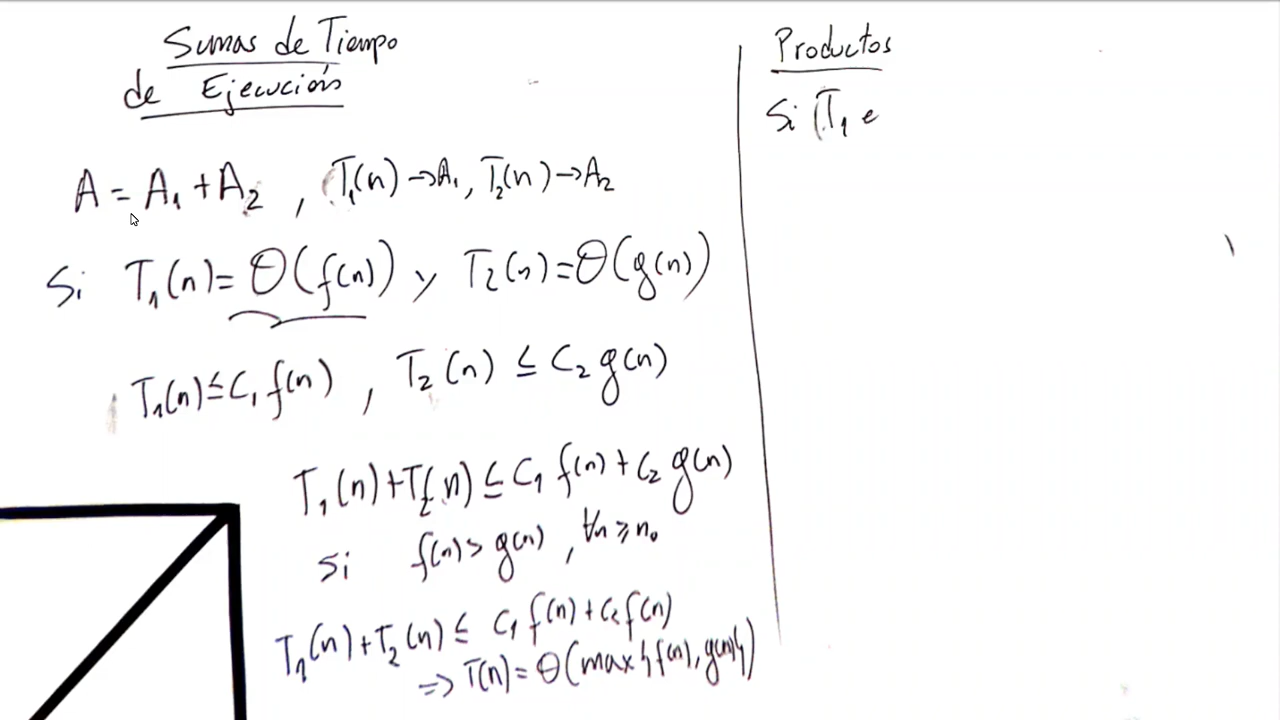 Sumas de Tiempo
de Ejecución
A = A₁ + A₂ , T₁(n) → A₁, T₂(n) → A₂
Si T₁(n) = O(f(n)) y T₂(n) = O(g(n))
T₁(n) ≤ C₁ f(n) , T₂(n) ≤ C₂ g(n)
T₁(n) + T₂(n) ≤ C₁ f(n) + C₂ g(n)
Si f(n) > g(n) , ∀n ≥ n₀
T₁(n) + T₂(n) ≤ C₁ f(n) + C₂ f(n)
⇒ T(n) = O(max{f(n), g(n)})
Productos
Si T₁ e